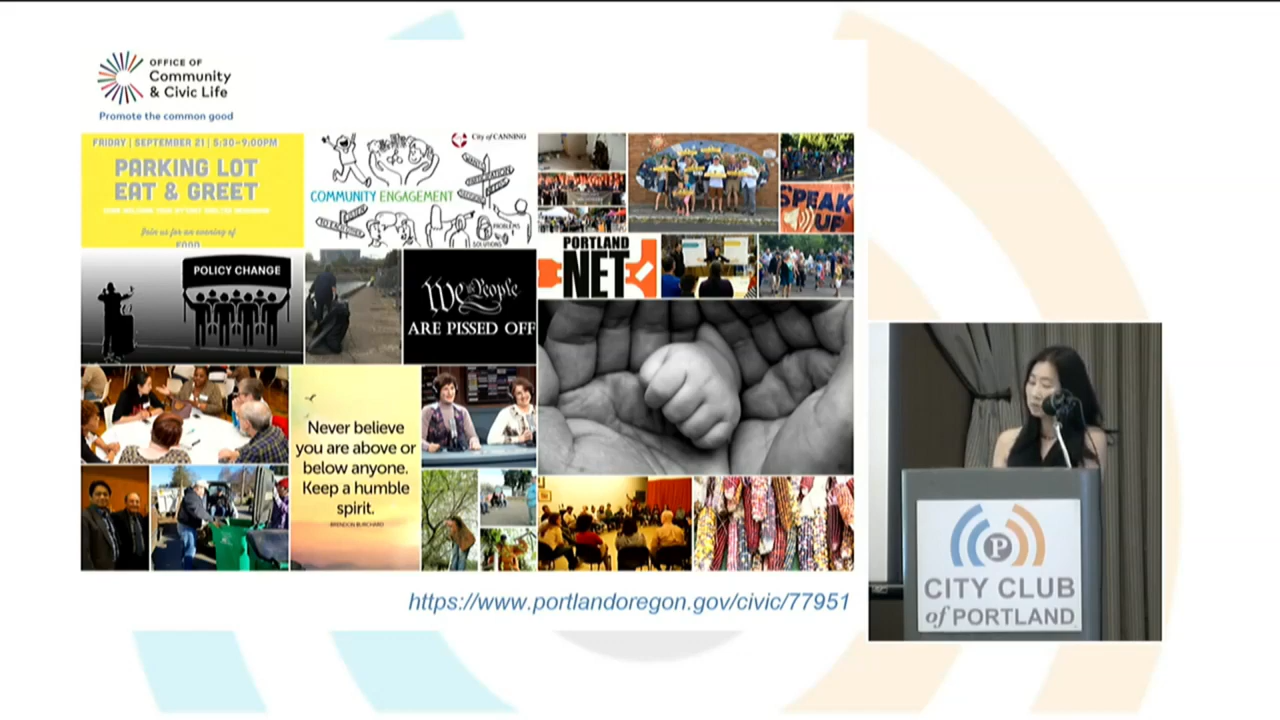 OFFICE OF
Community
& Civic Life
Promote the common good
FRIDAY | SEPTEMBER 21 | 5:30-9:00PM
PARKING LOT
EAT & GREET
Join us for an evening of
FOOD
City of CANNING
COMMUNITY ENGAGEMENT
PROBLEMS
SOLUTIONS
SPEAK
UP
PORTLAND
NET
POLICY CHANGE
We the People
ARE PISSED OFF
Never believe
you are above or
below anyone.
Keep a humble
spirit.
-BRENDON BURCHARD
https://www.portlandoregon.gov/civic/77951
P
CITY CLUB
of PORTLAND